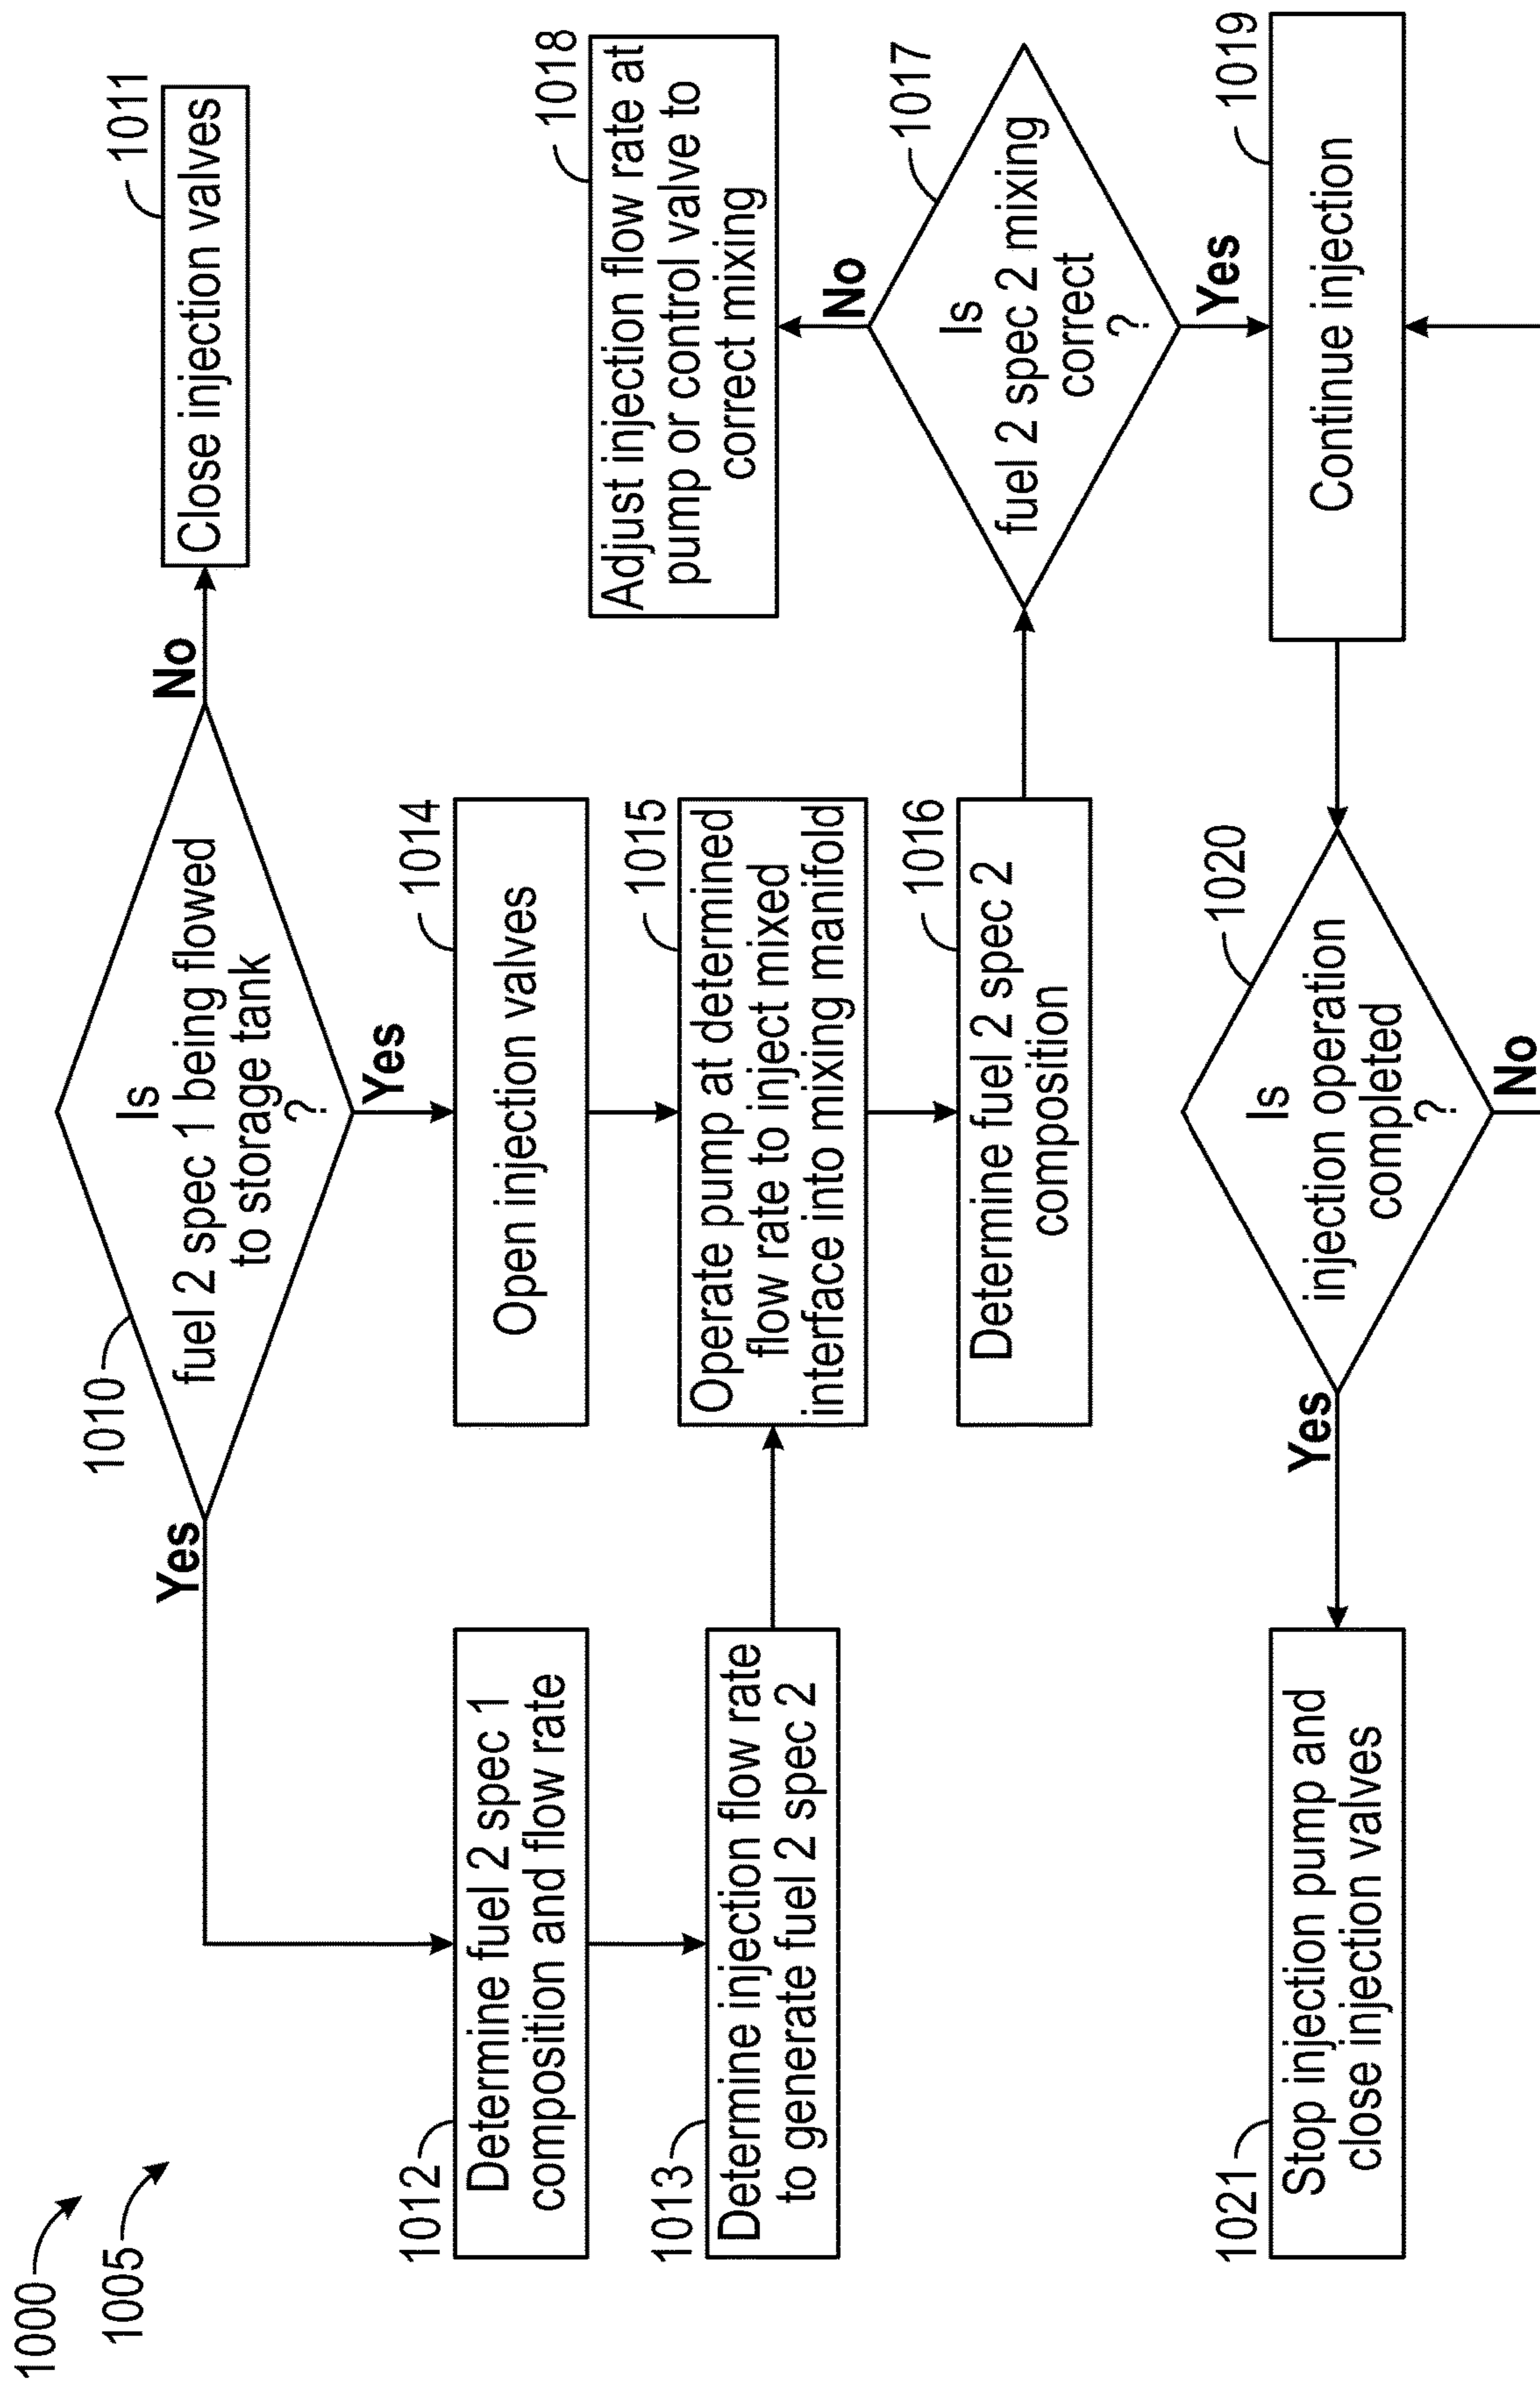 1000
1005
1010
Is
fuel 2 spec 1 being flowed
to storage tank
?
Yes
No
Yes
1011
Close injection valves
1012
Determine fuel 2 spec 1
composition and flow rate
1013
Determine injection flow rate
to generate fuel 2 spec 2
1014
Open injection valves
1015
Operate pump at determined
flow rate to inject mixed
interface into mixing manifold
1016
Determine fuel 2 spec 2
composition
1017
Is
fuel 2 spec 2 mixing
correct
?
No
Yes
1018
Adjust injection flow rate at
pump or control valve to
correct mixing
1019
Continue injection
1020
Is
injection operation
completed
?
Yes
No
1021
Stop injection pump and
close injection valves